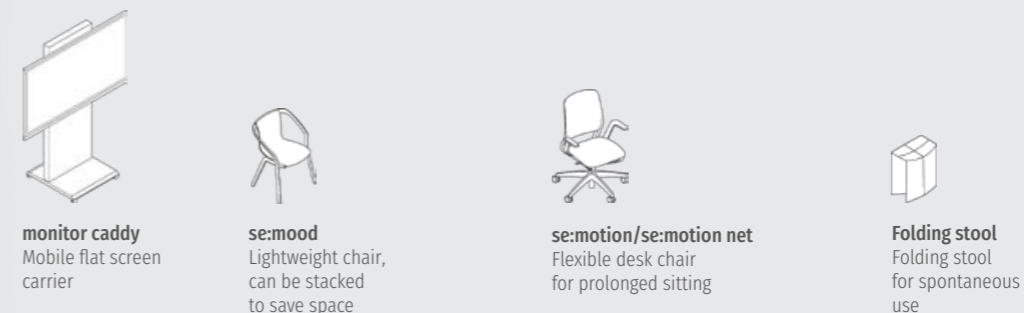 monitor caddy
Mobile flat screen
carrier
se:mood
Lightweight chair,
can be stacked
to save space
se:motion/se:motion net
Flexible desk chair
for prolonged sitting
Folding stool
Folding stool
for spontaneous
use